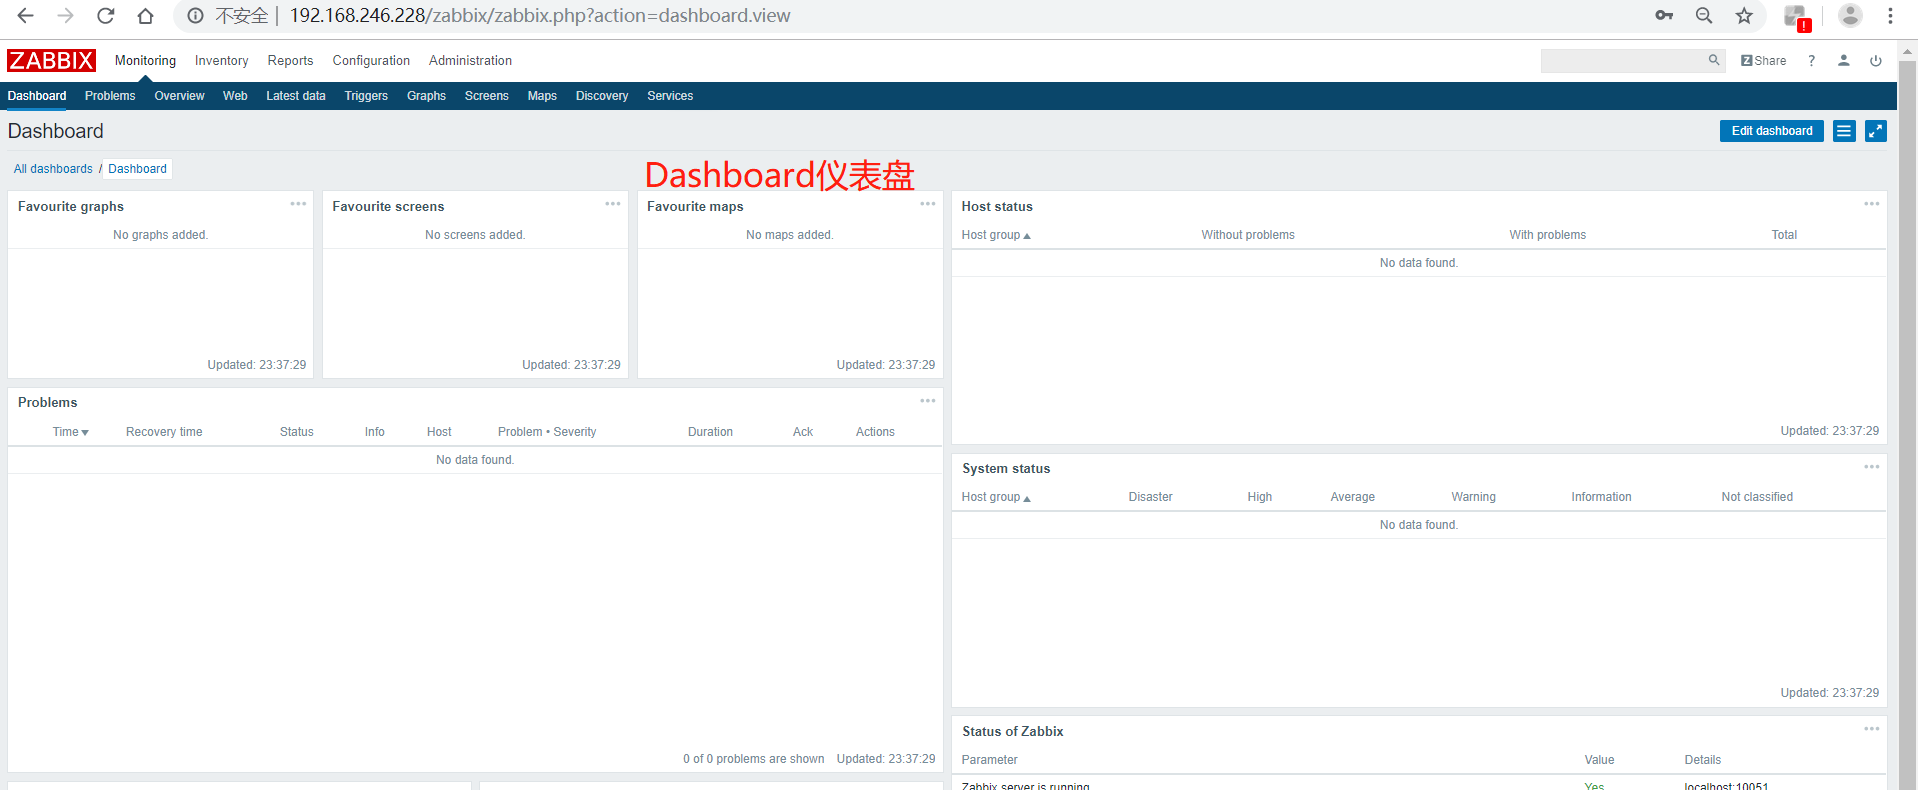 不安全 | 192.168.246.228/zabbix/zabbix.php?action=dashboard.view
ZABBIX Monitoring Inventory Reports Configuration Administration Z Share ?
Dashboard Problems Overview Web Latest data Triggers Graphs Screens Maps Discovery Services
Dashboard Edit dashboard
All dashboards / Dashboard
Dashboard仪表盘
Favourite graphs
No graphs added.
Updated: 23:37:29
Favourite screens
No screens added.
Updated: 23:37:29
Favourite maps
No maps added.
Updated: 23:37:29
Host status
Host group Without problems With problems Total
No data found.
Updated: 23:37:29
Problems
Time Recovery time Status Info Host Problem • Severity Duration Ack Actions
No data found.
0 of 0 problems are shown Updated: 23:37:29
System status
Host group Disaster High Average Warning Information Not classified
No data found.
Updated: 23:37:29
Status of Zabbix
Parameter Value Details
Zabbix server is running Yes localhost:10051